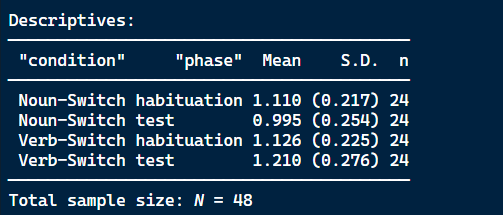 Descriptives:
"condition" "phase" Mean S.D. n
Noun-Switch habituation 1.110 (0.217) 24
Noun-Switch test 0.995 (0.254) 24
Verb-Switch habituation 1.126 (0.225) 24
Verb-Switch test 1.210 (0.276) 24
Total sample size: N = 48